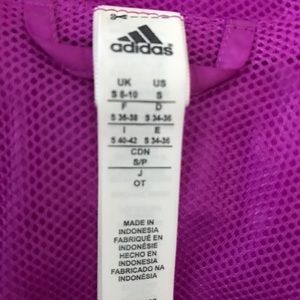 adidas
UK US
S 8-10 S
F D
S 36-38 S 34-36
I E
S 40-42 S 34-36
CDN
S/P
J
OT
MADE IN
INDONESIA
FABRIQUÉ EN
INDONÉSIE
HECHO EN
INDONESIA
FABRICADO NA
INDONÉSIA